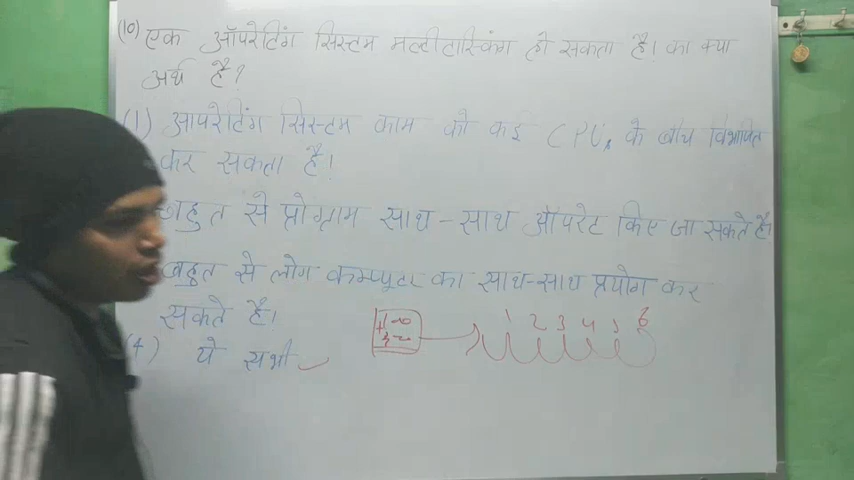 (10) एक ऑपरेटिंग सिस्टम मल्टीटास्किंग हो सकता है। का क्या
अर्थ है?
(1) आपरेटिंग सिस्टम काम को कई CPUs के बीच विभाजित
कर सकता है।
बहुत से प्रोग्राम साथ-साथ ऑपरेट किए जा सकते है।
बहुत से लोग कम्प्यूटर का साथ-साथ प्रयोग कर
सकते है।
1 2 3 4 5 6
(4) ये सभी